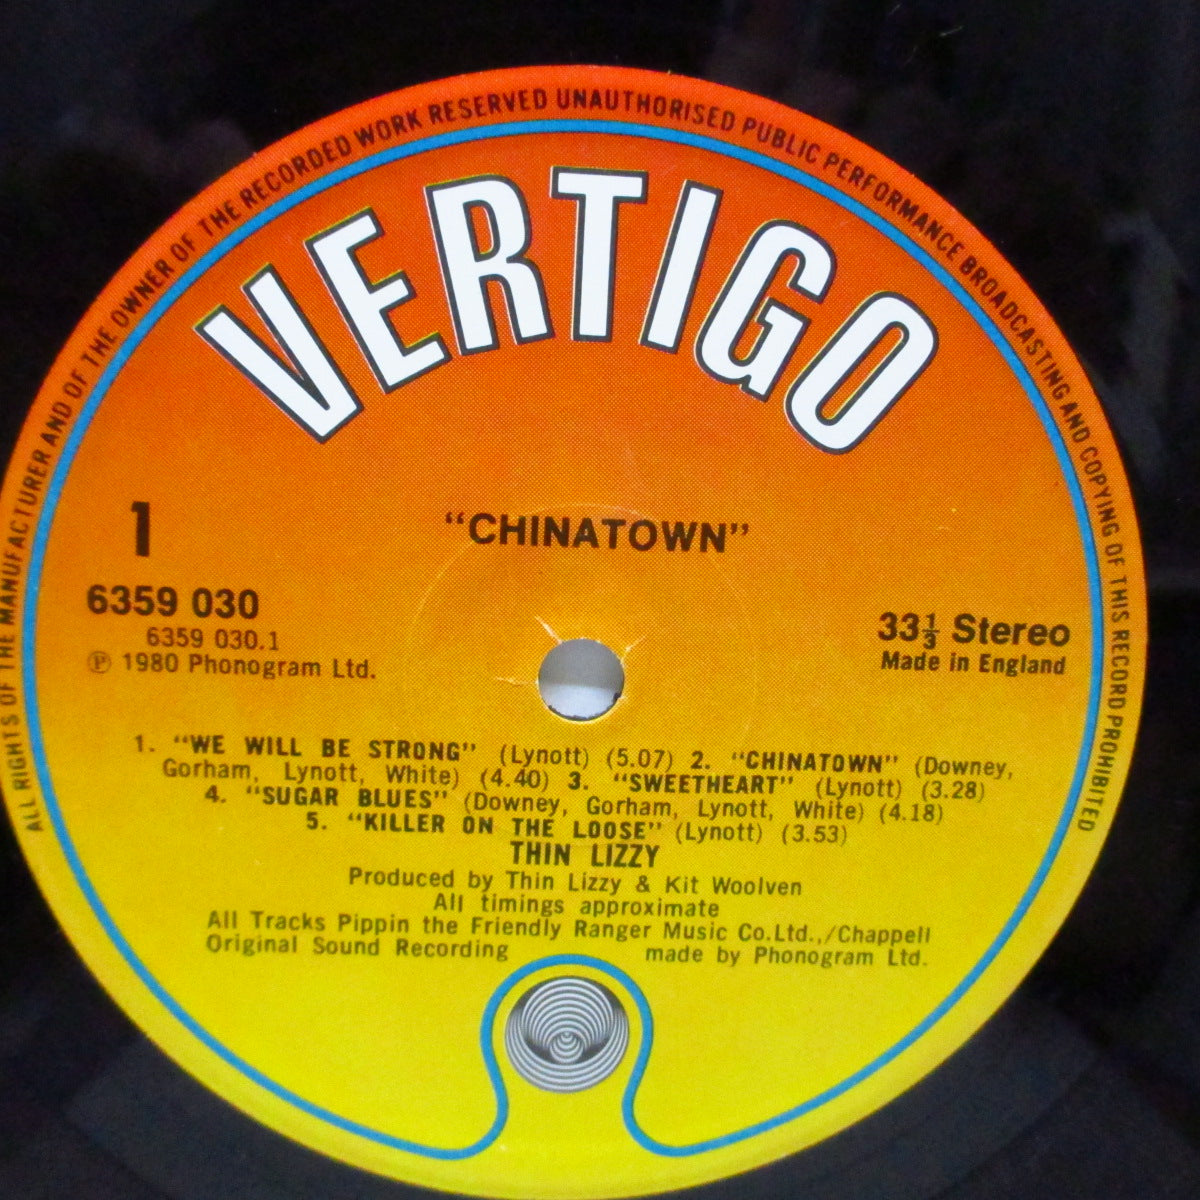 ALL RIGHTS OF THE MANUFACTURER AND OF THE OWNER OF THE RECORDED WORK RESERVED UNAUTHORISED PUBLIC PERFORMANCE BROADCASTING AND COPYING OF THIS RECORD PROHIBITED
VERTIGO
"CHINATOWN"
1
6359 030
6359 030.1
℗ 1980 Phonogram Ltd.
33⅓ Stereo
Made in England
1. "WE WILL BE STRONG" (Lynott) (5.07) 2. "CHINATOWN" (Downey,
Gorham, Lynott, White) (4.40) 3. "SWEETHEART" (Lynott) (3.28)
4. "SUGAR BLUES" (Downey, Gorham, Lynott, White) (4.18)
5. "KILLER ON THE LOOSE" (Lynott) (3.53)
THIN LIZZY
Produced by Thin Lizzy & Kit Woolven
All timings approximate
All Tracks Pippin the Friendly Ranger Music Co.Ltd.,/Chappell
Original Sound Recording made by Phonogram Ltd.